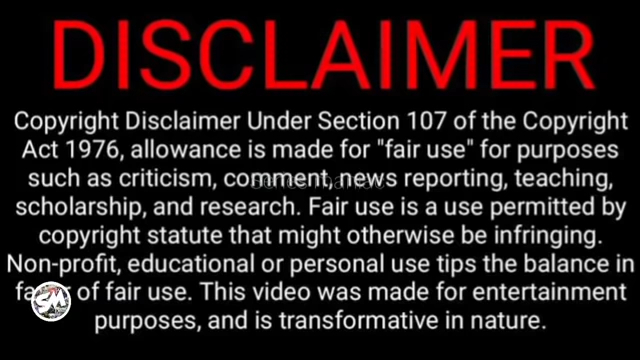 DISCLAIMER
Copyright Disclaimer Under Section 107 of the Copyright
Act 1976, allowance is made for "fair use" for purposes
such as criticism, comment, news reporting, teaching,
scholarship, and research. Fair use is a use permitted by
copyright statute that might otherwise be infringing.
Non-profit, educational or personal use tips the balance in
of fair use. This video was made for entertainment
SM
purposes, and is transformative in nature.